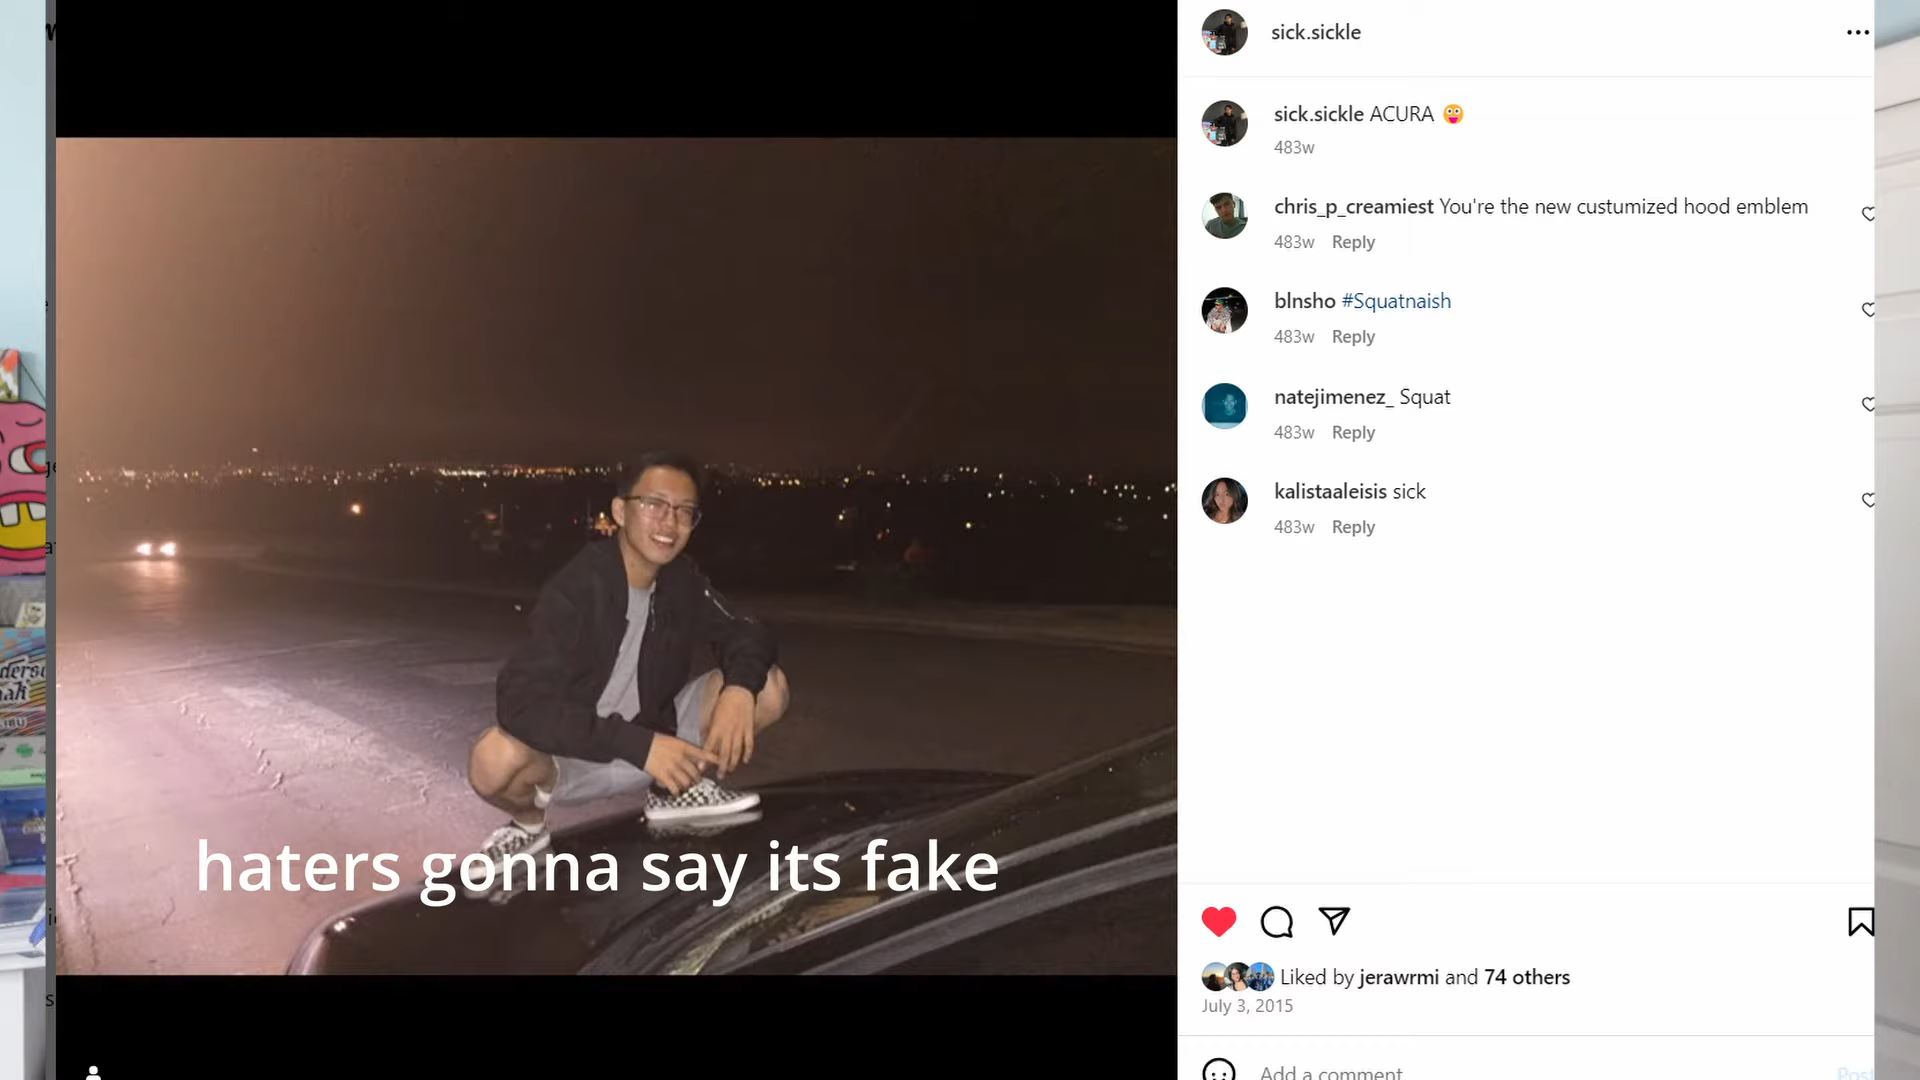 sick.sickle
sick.sickle ACURA 😜
483w
chris_p_creamiest You're the new custumized hood emblem
483w Reply
blnsho #Squatnaish
483w Reply
natejimenez_ Squat
483w Reply
kalistaaleisis sick
483w Reply
haters gonna say its fake
Liked by jerawrmi and 74 others
July 3, 2015
Add a comment
Post